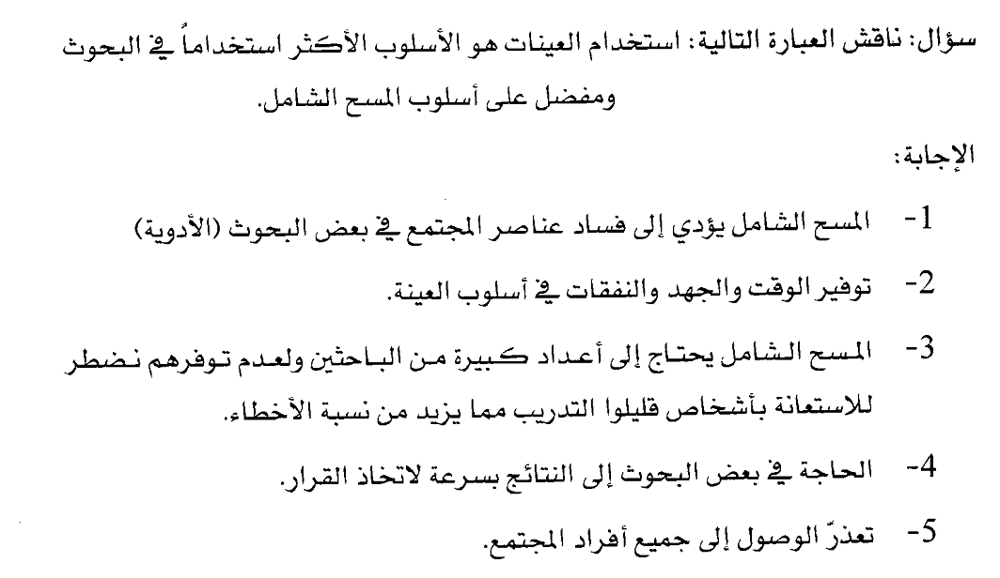 سؤال: ناقش العبارة التالية: استخدام العينات هو الأسلوب الأكثر استخداماً في البحوث
ومفضل على أسلوب المسح الشامل.
الإجابة:
1- المسح الشامل يؤدي إلى فساد عناصر المجتمع في بعض البحوث (الأدوية)
2- توفير الوقت والجهد والنفقات في أسلوب العينة.
3- المسح الشامل يحتاج إلى أعداد كبيرة من الباحثين ولعدم توفرهم نضطر
للاستعانة بأشخاص قليلوا التدريب مما يزيد من نسبة الأخطاء.
4- الحاجة في بعض البحوث إلى النتائج بسرعة لاتخاذ القرار.
5- تعذرّ الوصول إلى جميع أفراد المجتمع.